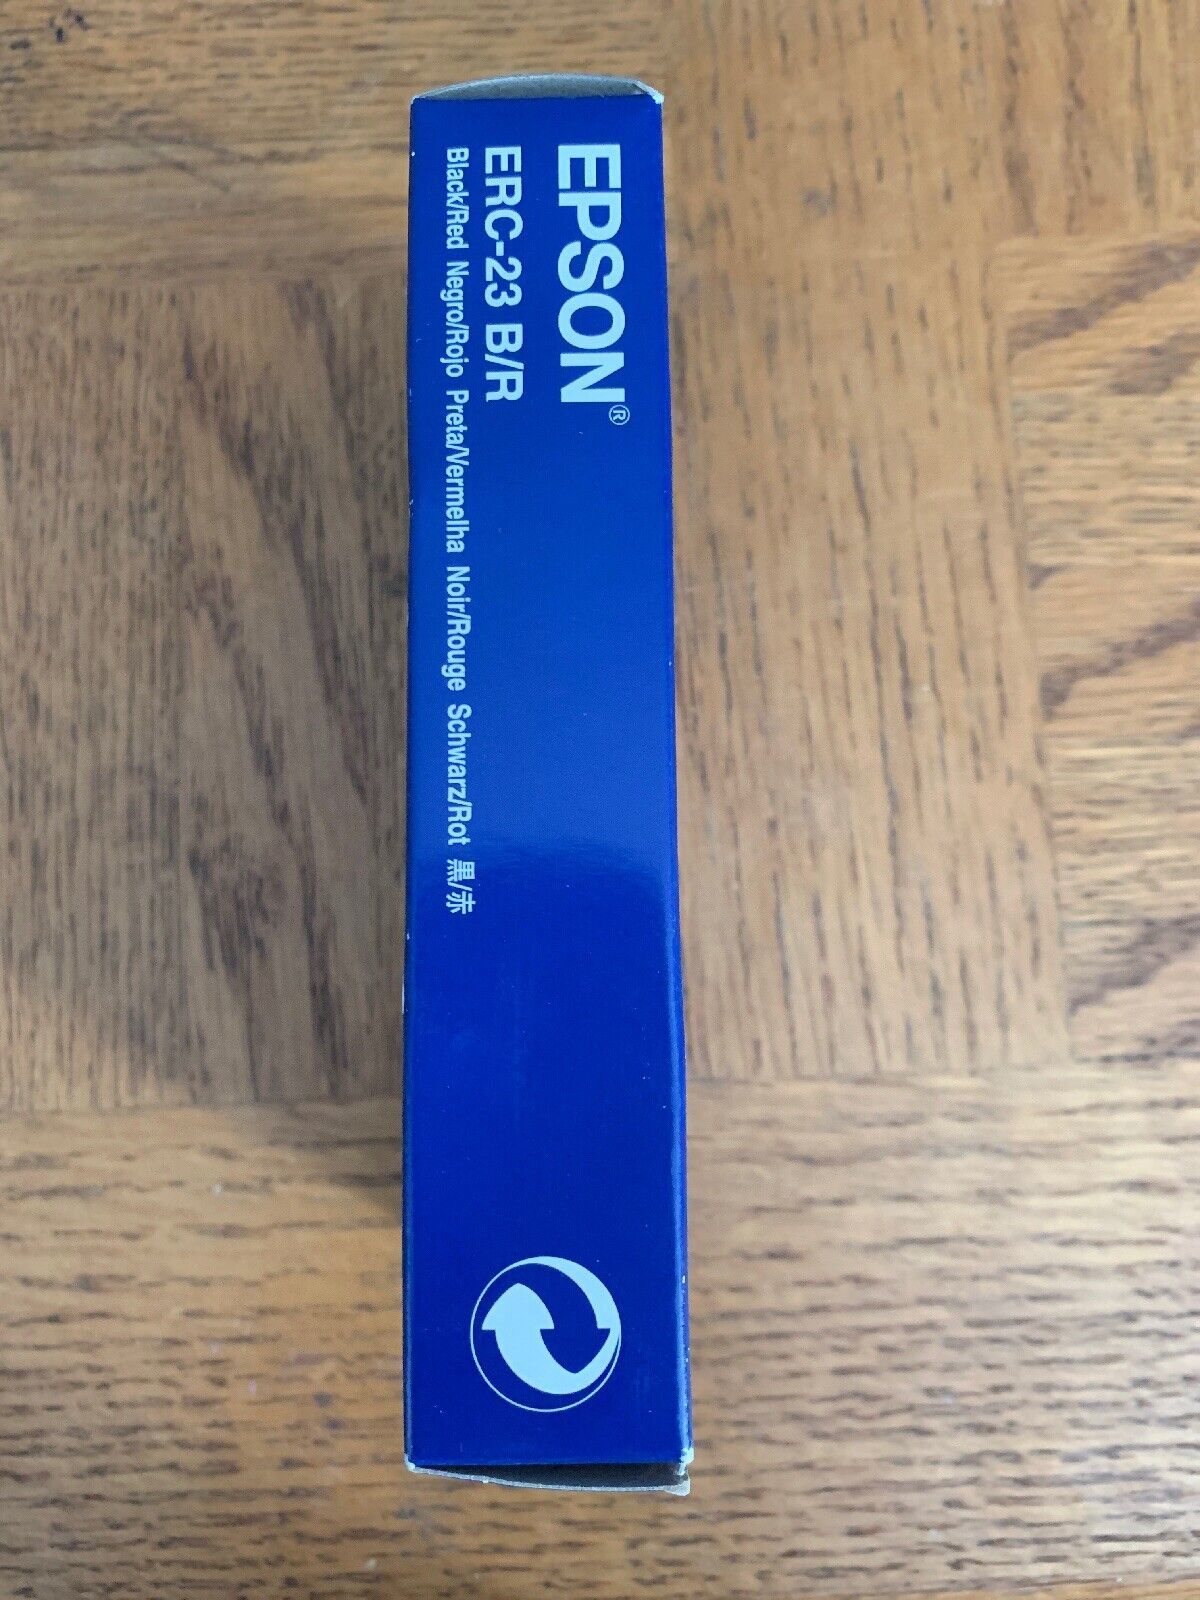 EPSON®
ERC-23 B/R
Black/Red Negro/Rojo Preta/Vermelha Noir/Rouge Schwarz/Rot 黒/赤